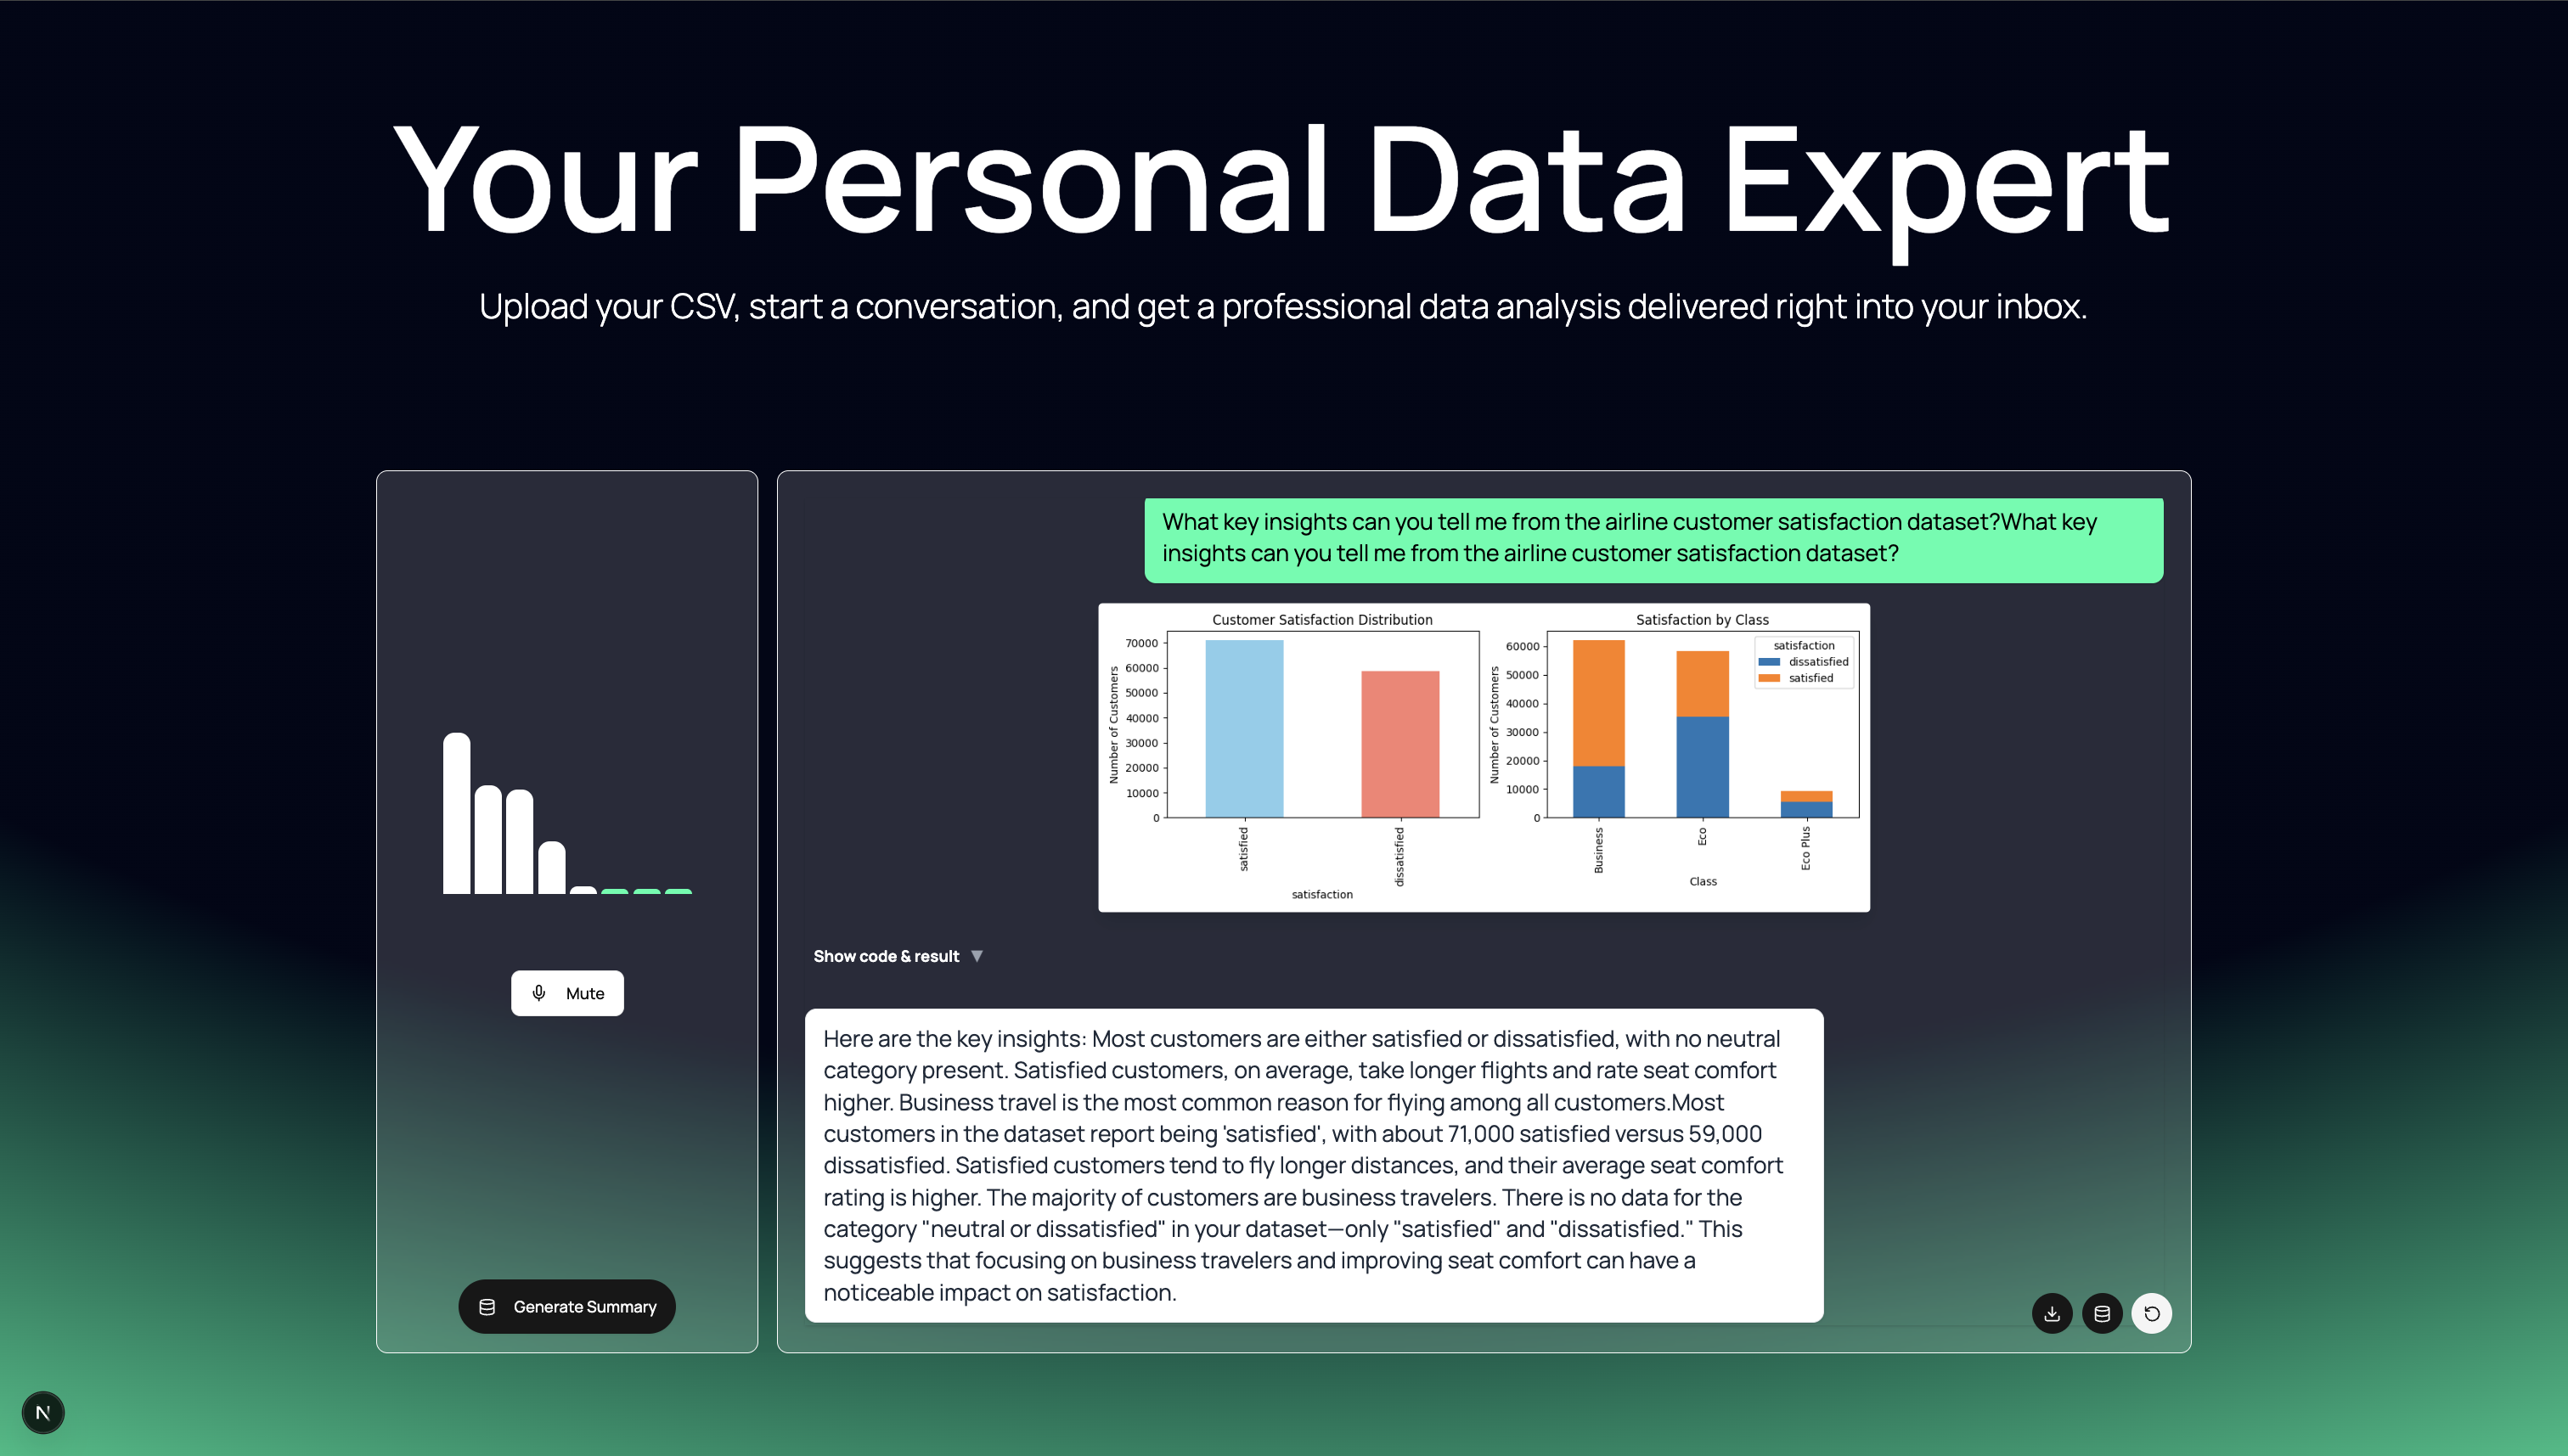 Your Personal Data Expert
Upload your CSV, start a conversation, and get a professional data analysis delivered right into your inbox.
Mute
Generate Summary
What key insights can you tell me from the airline customer satisfaction dataset?What key
insights can you tell me from the airline customer satisfaction dataset?
Customer Satisfaction Distribution
Number of Customers
70000
60000
50000
40000
30000
20000
10000
0
satisfied
dissatisfied
satisfaction
Satisfaction by Class
Number of Customers
60000
50000
40000
30000
20000
10000
0
satisfaction
dissatisfied
satisfied
Business
Eco
Eco Plus
Class
Show code & result
Here are the key insights: Most customers are either satisfied or dissatisfied, with no neutral
category present. Satisfied customers, on average, take longer flights and rate seat comfort
higher. Business travel is the most common reason for flying among all customers.Most
customers in the dataset report being 'satisfied', with about 71,000 satisfied versus 59,000
dissatisfied. Satisfied customers tend to fly longer distances, and their average seat comfort
rating is higher. The majority of customers are business travelers. There is no data for the
category "neutral or dissatisfied" in your dataset—only "satisfied" and "dissatisfied." This
suggests that focusing on business travelers and improving seat comfort can have a
noticeable impact on satisfaction.
N